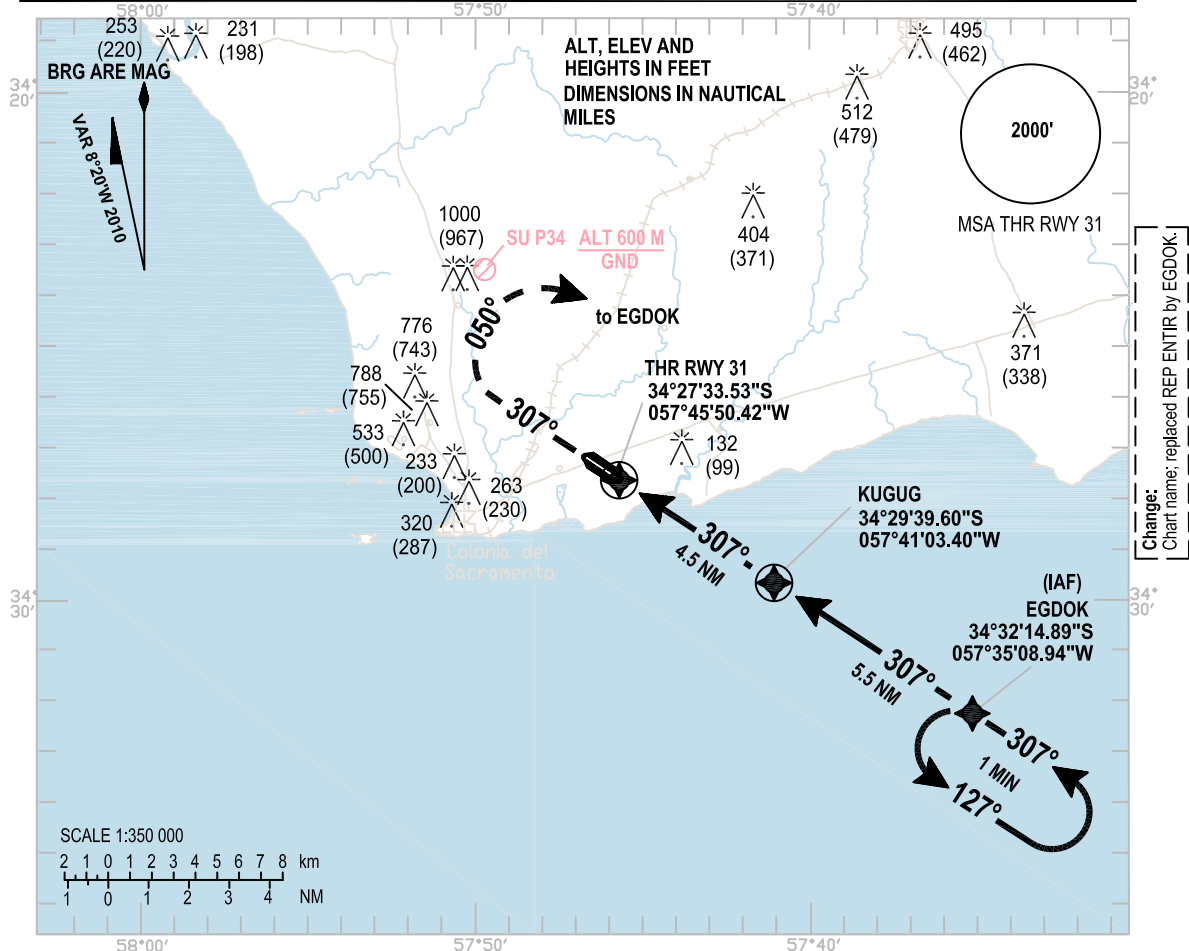 58°00'
57°50'
57°40'
253
(220)
231
(198)
BRG ARE MAG
34°
20'
VAR 8°20'W 2010
ALT, ELEV AND
HEIGHTS IN FEET
DIMENSIONS IN NAUTICAL
MILES
495
(462)
512
(479)
34°
20'
2000'
MSA THR RWY 31
1000
(967)
SU P34
ALT 600 M
GND
404
(371)
050°
to EGDOK
776
(743)
788
(755)
533
(500)
233
(200)
263
(230)
320
(287)
307°
THR RWY 31
34°27'33.53"S
057°45'50.42"W
371
(338)
132
(99)
Colonia del
Sacramento
307°
4.5 NM
KUGUG
34°29'39.60"S
057°41'03.40"W
(IAF)
EGDOK
34°32'14.89"S
057°35'08.94"W
34°
30'
34°
30'
307°
5.5 NM
307°
1 MIN
127°
SCALE 1:350 000
2 1 0 1 2 3 4 5 6 7 8 km
1 0 1 2 3 4 NM
58°00'
57°50'
57°40'
Change:
Chart name; replaced REP ENTIR by EGDOK.